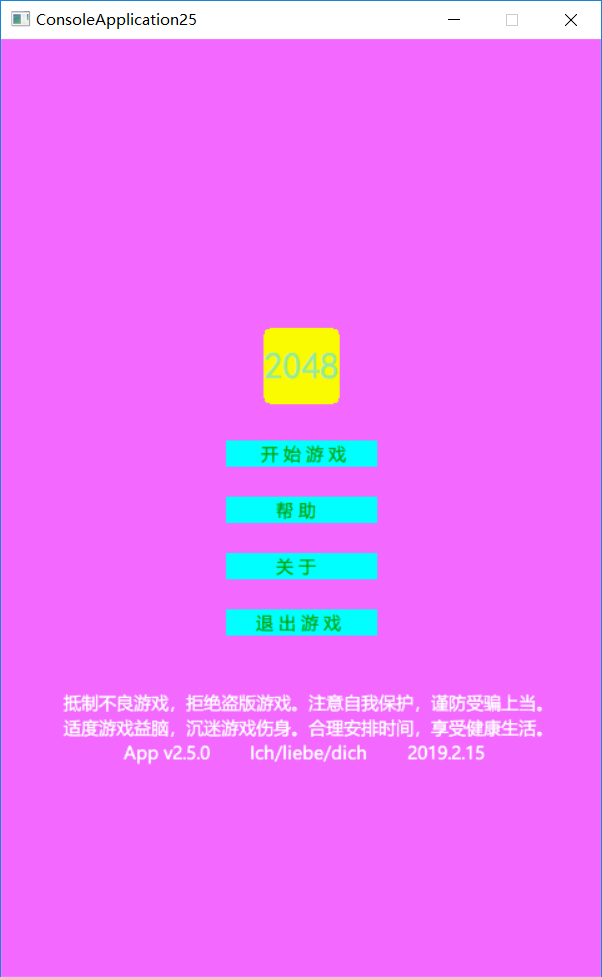 ConsoleApplication25
2048
开始游戏
帮助
关于
退出游戏
抵制不良游戏，拒绝盗版游戏。注意自我保护，谨防受骗上当。
适度游戏益脑，沉迷游戏伤身。合理安排时间，享受健康生活。
App v2.5.0 Ich/liebe/dich 2019.2.15